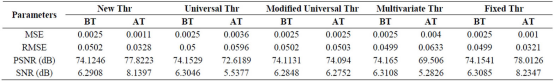 Parameters New Thr Universal Thr Modified Universal Thr Multivariate Thr Fixed Thr
BT AT BT AT BT AT BT AT BT AT
MSE 0.0025 0.0011 0.0025 0.0036 0.0025 0.0025 0.0025 0.004 0.0025 0.001
RMSE 0.0502 0.0328 0.05 0.0596 0.0502 0.0503 0.0499 0.0633 0.0499 0.0321
PSNR (dB) 74.1246 77.8223 74.1529 72.6189 74.1131 74.094 74.165 69.506 74.1541 78.0126
SNR (dB) 6.2908 8.1397 6.3046 5.5377 6.2848 6.2752 6.3108 5.2826 6.3085 8.2347